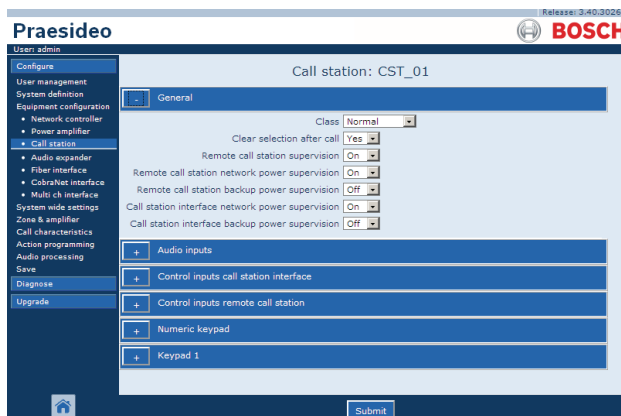 Release: 3.40.3026
Praesideo
BOSCH
User: admin
Configure
User management
System definition
Equipment configuration
• Network controller
• Power amplifier
• Call station
• Audio expander
• Fiber interface
• CobraNet interface
• Multi ch interface
System wide settings
Zone & amplifier
Call characteristics
Action programming
Audio processing
Save
Diagnose
Upgrade
Call station: CST_01
- General
Class Normal
Clear selection after call Yes
Remote call station supervision On
Remote call station network power supervision On
Remote call station backup power supervision Off
Call station interface network power supervision On
Call station interface backup power supervision Off
+ Audio inputs
+ Control inputs call station interface
+ Control inputs remote call station
+ Numeric keypad
+ Keypad 1
Submit